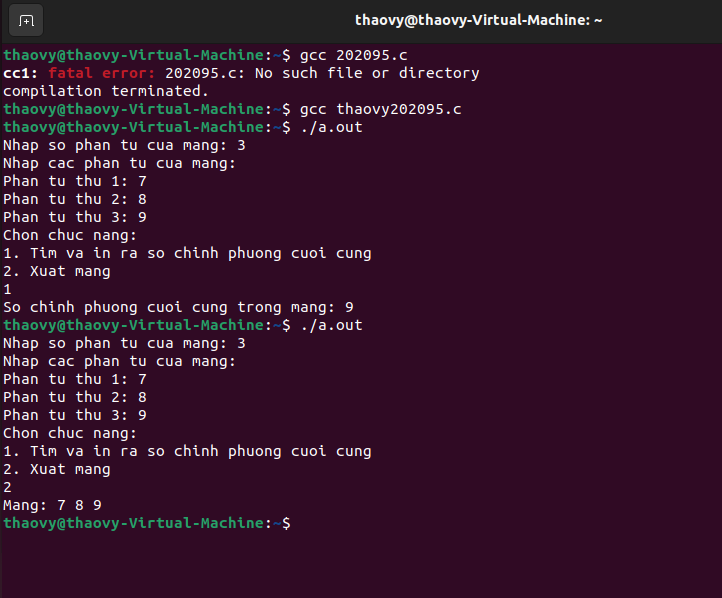 thaovy@thaovy-Virtual-Machine: ~
thaovy@thaovy-Virtual-Machine:~$ gcc 202095.c
cc1: fatal error: 202095.c: No such file or directory
compilation terminated.
thaovy@thaovy-Virtual-Machine:~$ gcc thaovy202095.c
thaovy@thaovy-Virtual-Machine:~$ ./a.out
Nhap so phan tu cua mang: 3
Nhap cac phan tu cua mang:
Phan tu thu 1: 7
Phan tu thu 2: 8
Phan tu thu 3: 9
Chon chuc nang:
1. Tim va in ra so chinh phuong cuoi cung
2. Xuat mang
1
So chinh phuong cuoi cung trong mang: 9
thaovy@thaovy-Virtual-Machine:~$ ./a.out
Nhap so phan tu cua mang: 3
Nhap cac phan tu cua mang:
Phan tu thu 1: 7
Phan tu thu 2: 8
Phan tu thu 3: 9
Chon chuc nang:
1. Tim va in ra so chinh phuong cuoi cung
2. Xuat mang
2
Mang: 7 8 9
thaovy@thaovy-Virtual-Machine:~$